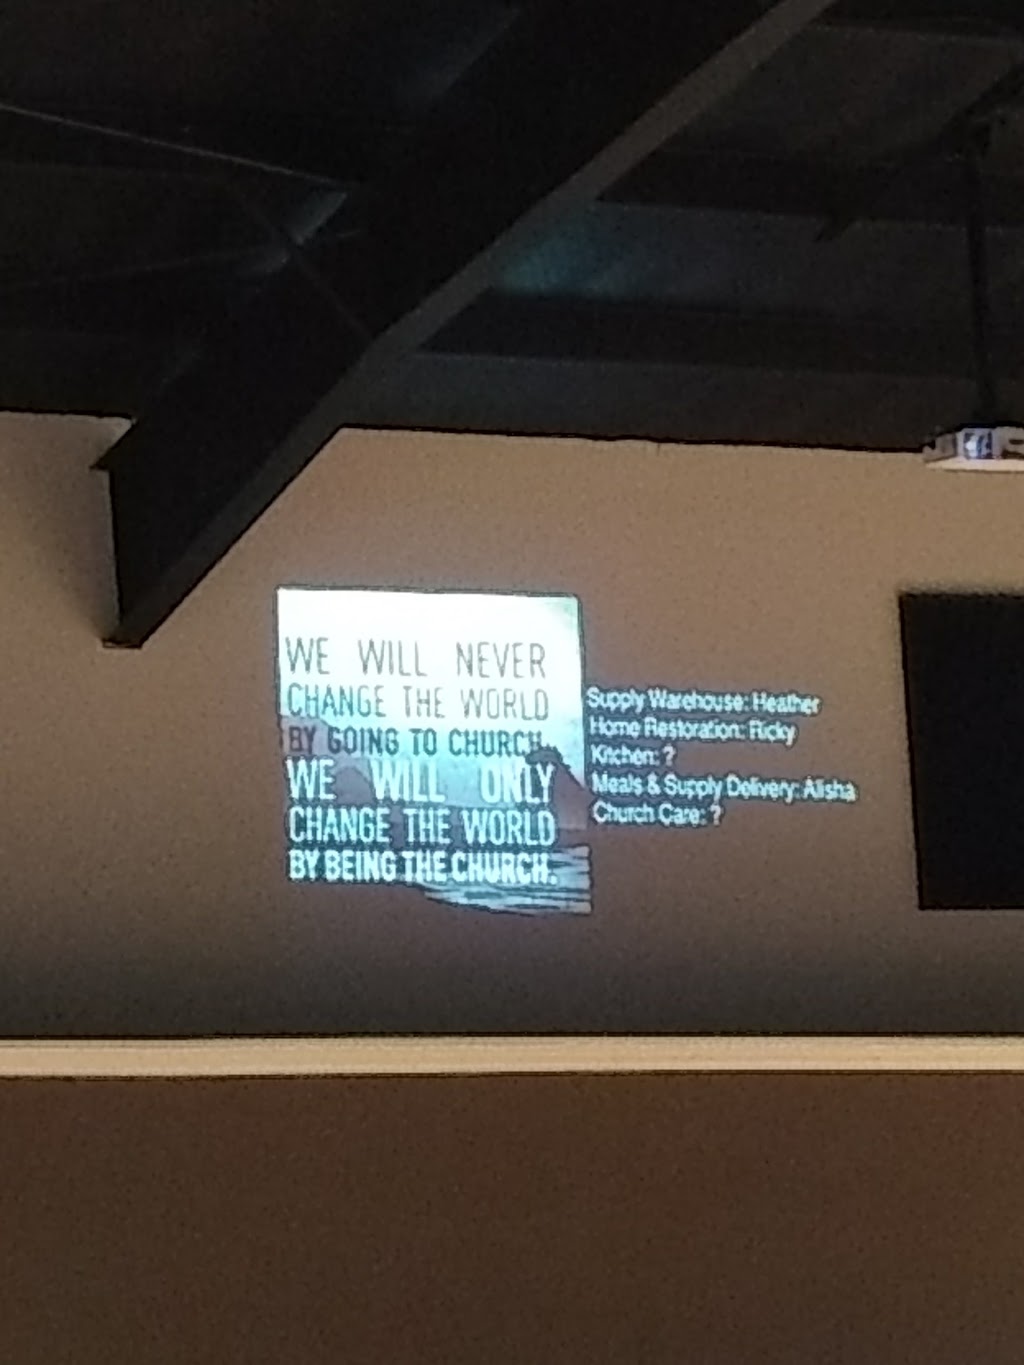 WE WILL NEVER
CHANGE THE WORLD
BY GOING TO CHURCH.
WE WILL ONLY
CHANGE THE WORLD
BY BEING THE CHURCH.
Supply Warehouse: Heather
Home Restoration: Ricky
Kitchen: ?
Meals & Supply Delivery: Alisha
Church Care: ?